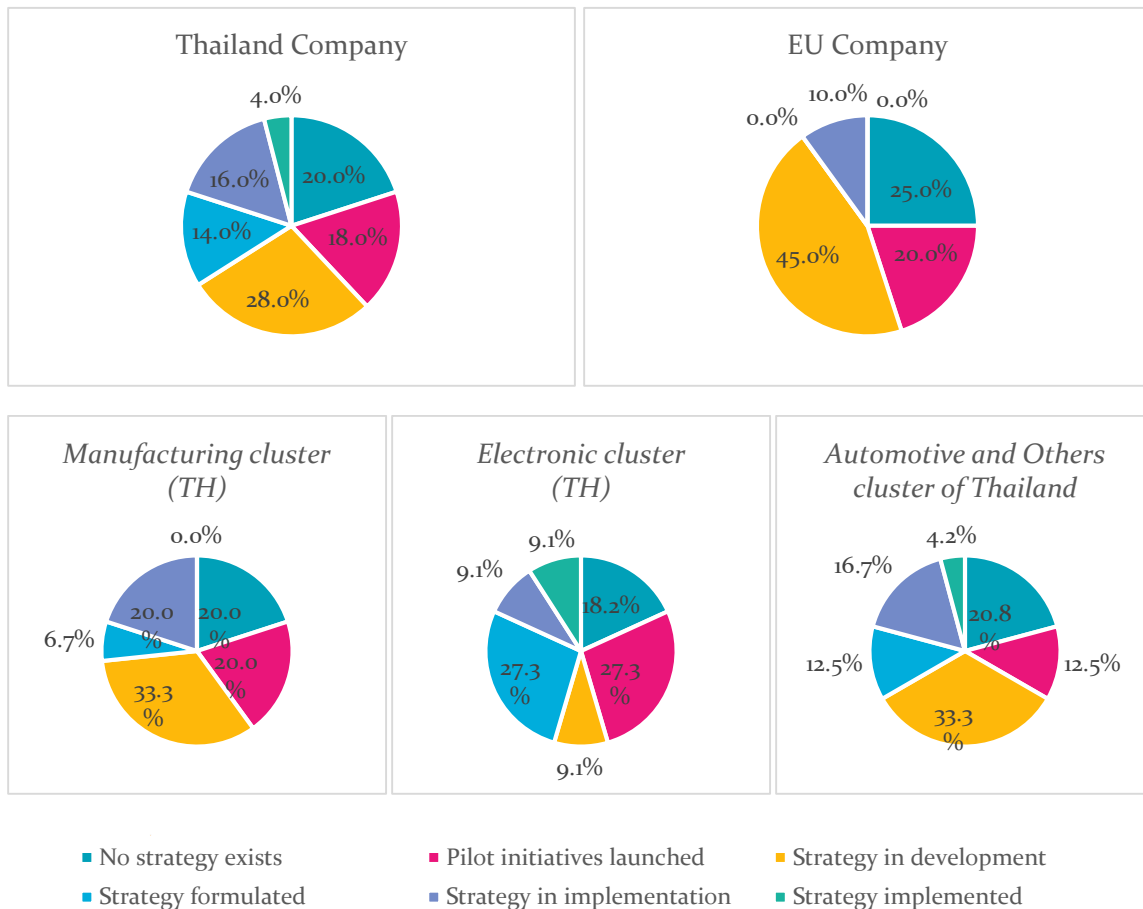 Thailand Company
4.0%
20.0%
16.0%
14.0%
18.0%
28.0%
EU Company
10.0%
0.0%
0.0%
25.0%
45.0%
20.0%
Manufacturing cluster
(TH)
0.0%
20.0
%
20.0
%
6.7%
20.0
%
33.3
%
Electronic cluster
(TH)
9.1%
9.1%
18.2%
27.3
%
27.3
%
9.1%
Automotive and Others
cluster of Thailand
4.2%
16.7%
20.8
%
12.5%
12.5%
33.3
%
No strategy exists
Pilot initiatives launched
Strategy in development
Strategy formulated
Strategy in implementation
Strategy implemented